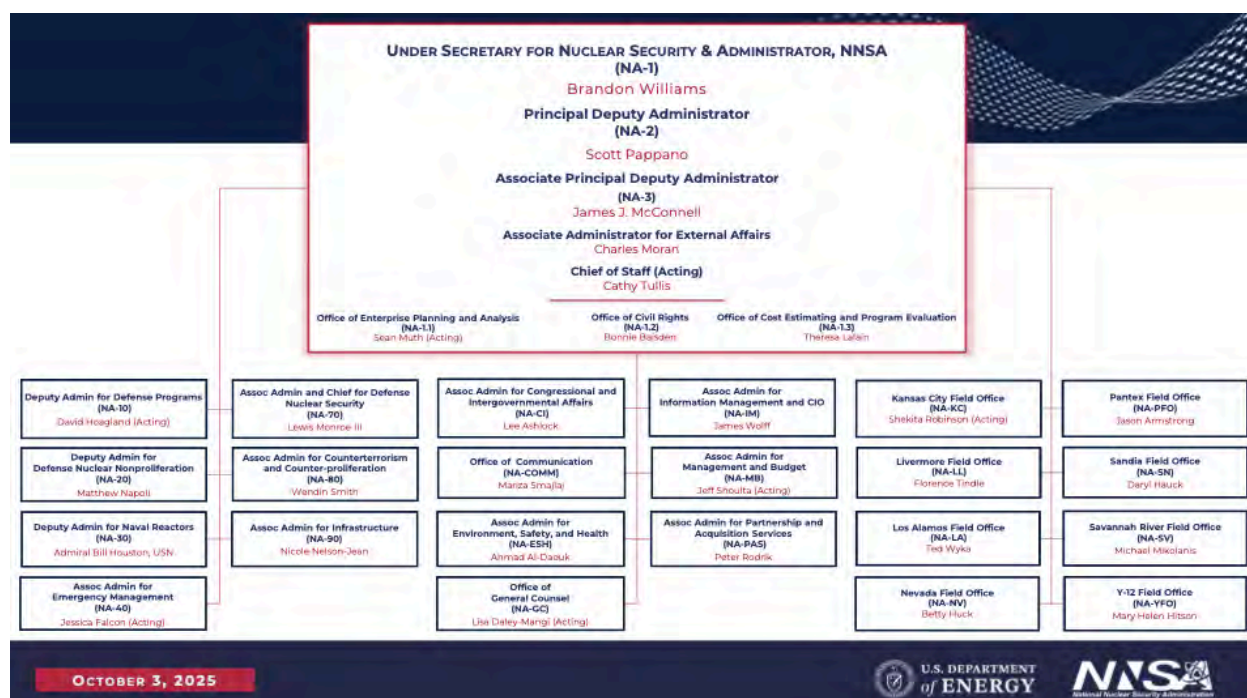 UNDER SECRETARY FOR NUCLEAR SECURITY & ADMINISTRATOR, NNSA
(NA-1)
Brandon Williams
Principal Deputy Administrator
(NA-2)
Scott Pappano
Associate Principal Deputy Administrator
(NA-3)
James J. McConnell
Associate Administrator for External Affairs
Charles Moran
Chief of Staff (Acting)
Cathy Tullis
Office of Enterprise Planning and Analysis
(NA-1.1)
Sean Muth (Acting)
Office of Civil Rights
(NA-1.2)
Bonnie Baisden
Office of Cost Estimating and Program Evaluation
(NA-1.3)
Theresa Lalain
Deputy Admin for Defense Programs
(NA-10)
David Hoagland (Acting)
Deputy Admin for
Defense Nuclear Nonproliferation
(NA-20)
Matthew Napoli
Deputy Admin for Naval Reactors
(NA-30)
Admiral Bill Houston, USN
Assoc Admin for
Emergency Management
(NA-40)
Jessica Falcon (Acting)
Assoc Admin and Chief for Defense
Nuclear Security
(NA-70)
Lewis Monroe III
Assoc Admin for Counterterrorism
and Counter-proliferation
(NA-80)
Wendin Smith
Assoc Admin for Infrastructure
(NA-90)
Nicole Nelson-Jean
Assoc Admin for Congressional and
Intergovernmental Affairs
(NA-CI)
Lee Ashlock
Office of Communication
(NA-COMM)
Mariza Smajlaj
Assoc Admin for
Environment, Safety, and Health
(NA-ESH)
Ahmad Al-Daouk
Office of
General Counsel
(NA-GC)
Lisa Daley-Mangi (Acting)
Assoc Admin for
Information Management and CIO
(NA-IM)
James Wolff
Assoc Admin for
Management and Budget
(NA-MB)
Jeff Shoulta (Acting)
Assoc Admin for Partnership and
Acquisition Services
(NA-PAS)
Peter Rodrik
Kansas City Field Office
(NA-KC)
Shekita Robinson (Acting)
Livermore Field Office
(NA-LL)
Florence Tindle
Los Alamos Field Office
(NA-LA)
Ted Wyka
Nevada Field Office
(NA-NV)
Betty Huck
Pantex Field Office
(NA-PFO)
Jason Armstrong
Sandia Field Office
(NA-SN)
Daryl Hauck
Savannah River Field Office
(NA-SV)
Michael Mikolanis
Y-12 Field Office
(NA-YFO)
Mary Helen Hitson
OCTOBER 3, 2025
U.S. DEPARTMENT
of ENERGY
NNSA
National Nuclear Security Administration